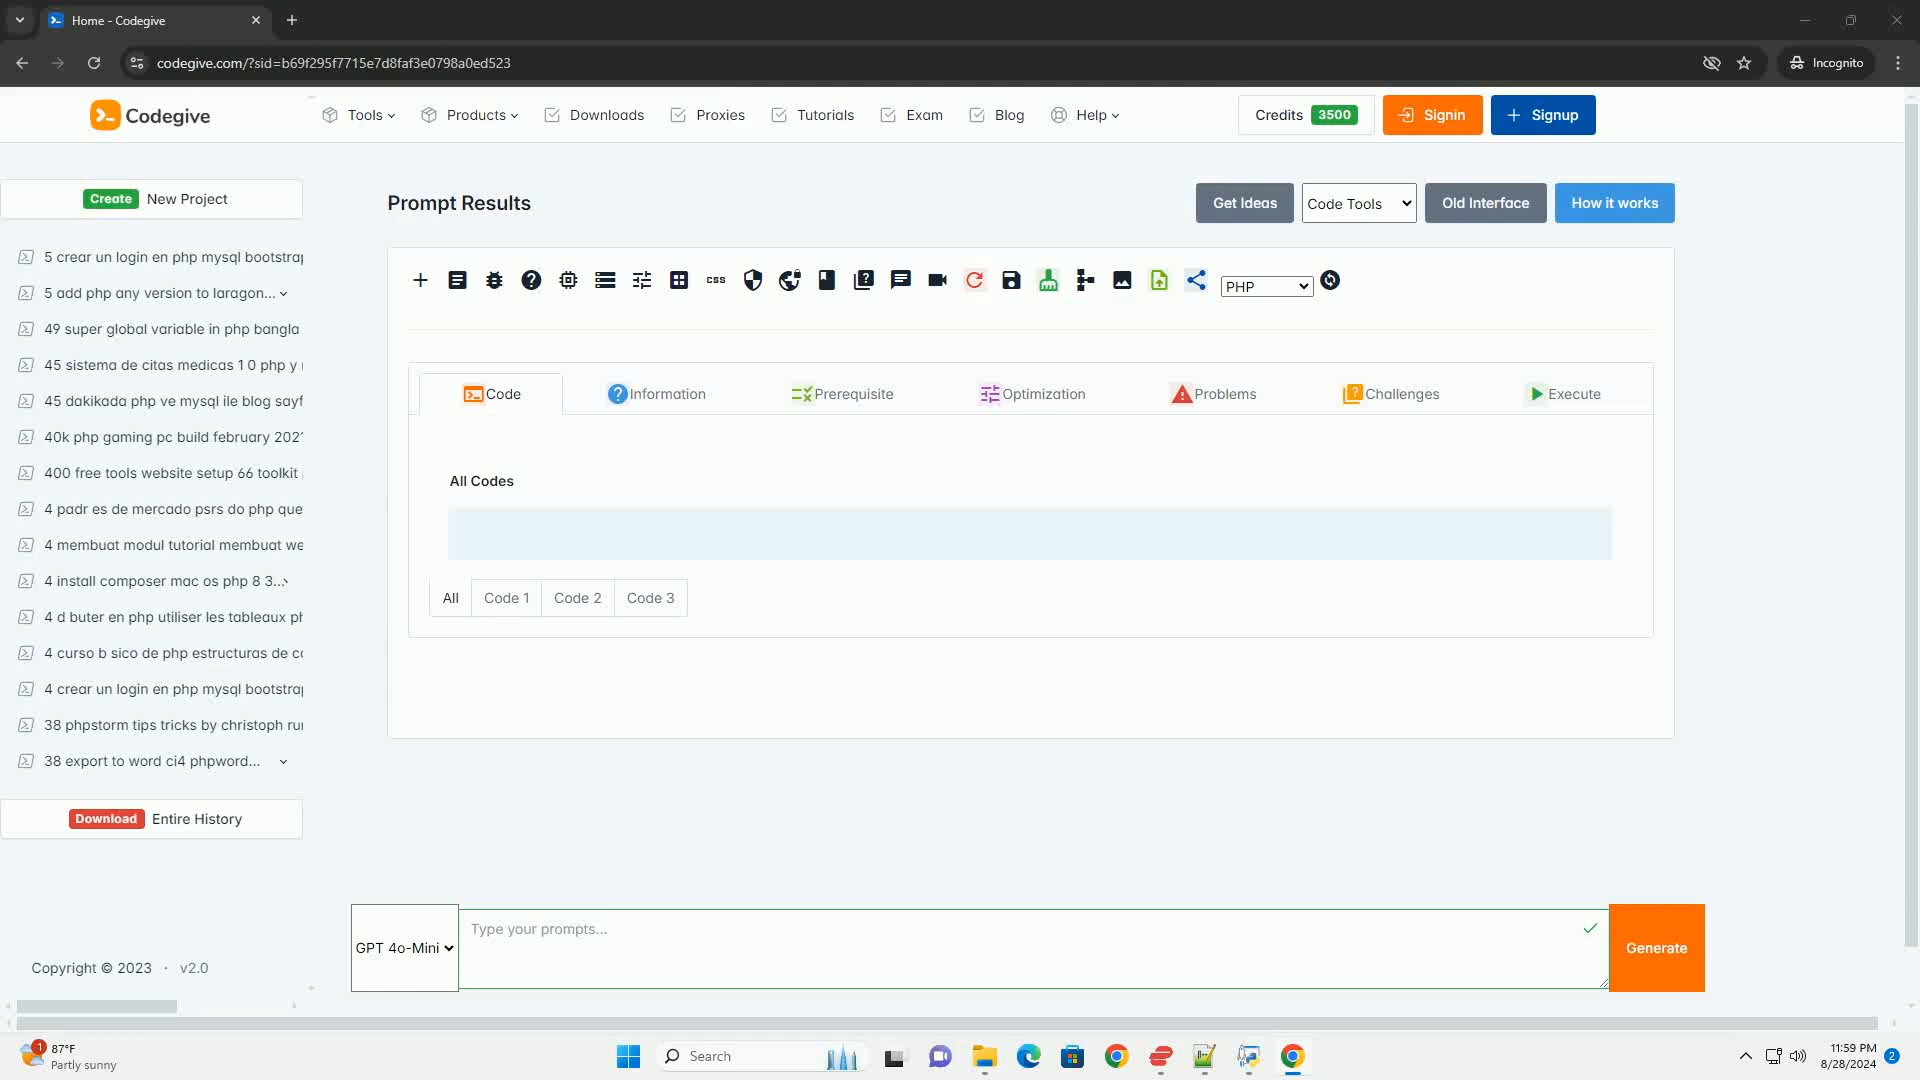 Home - Codegive
codegive.com/?sid=b69f295f7715e7d8faf3e0798a0ed523
Incognito
Codegive
Tools
Products
Downloads
Proxies
Tutorials
Exam
Blog
Help
Credits 3500
Signin
Signup
Create New Project
Prompt Results
Get Ideas
Code Tools
Old Interface
How it works
5 crear un login en php mysql bootstrap
5 add php any version to laragon...
49 super global variable in php bangla
45 sistema de citas medicas 1 0 php y
45 dakikada php ve mysql ile blog sayf
40k php gaming pc build february 202
400 free tools website setup 66 toolkit
4 padr es de mercado psrs do php que
4 membuat modul tutorial membuat we
4 install composer mac os php 8 3...
4 d buter en php utiliser les tableaux ph
4 curso b sico de php estructuras de co
4 crear un login en php mysql bootstrap
38 phpstorm tips tricks by christoph ru
38 export to word ci4 phpword...
Download Entire History
css
PHP
Code
Information
Prerequisite
Optimization
Problems
Challenges
Execute
All Codes
All
Code 1
Code 2
Code 3
GPT 4o-Mini
Type your prompts...
Generate
Copyright © 2023 · v2.0
1
87°F
Partly sunny
Search
11:59 PM
8/28/2024
2